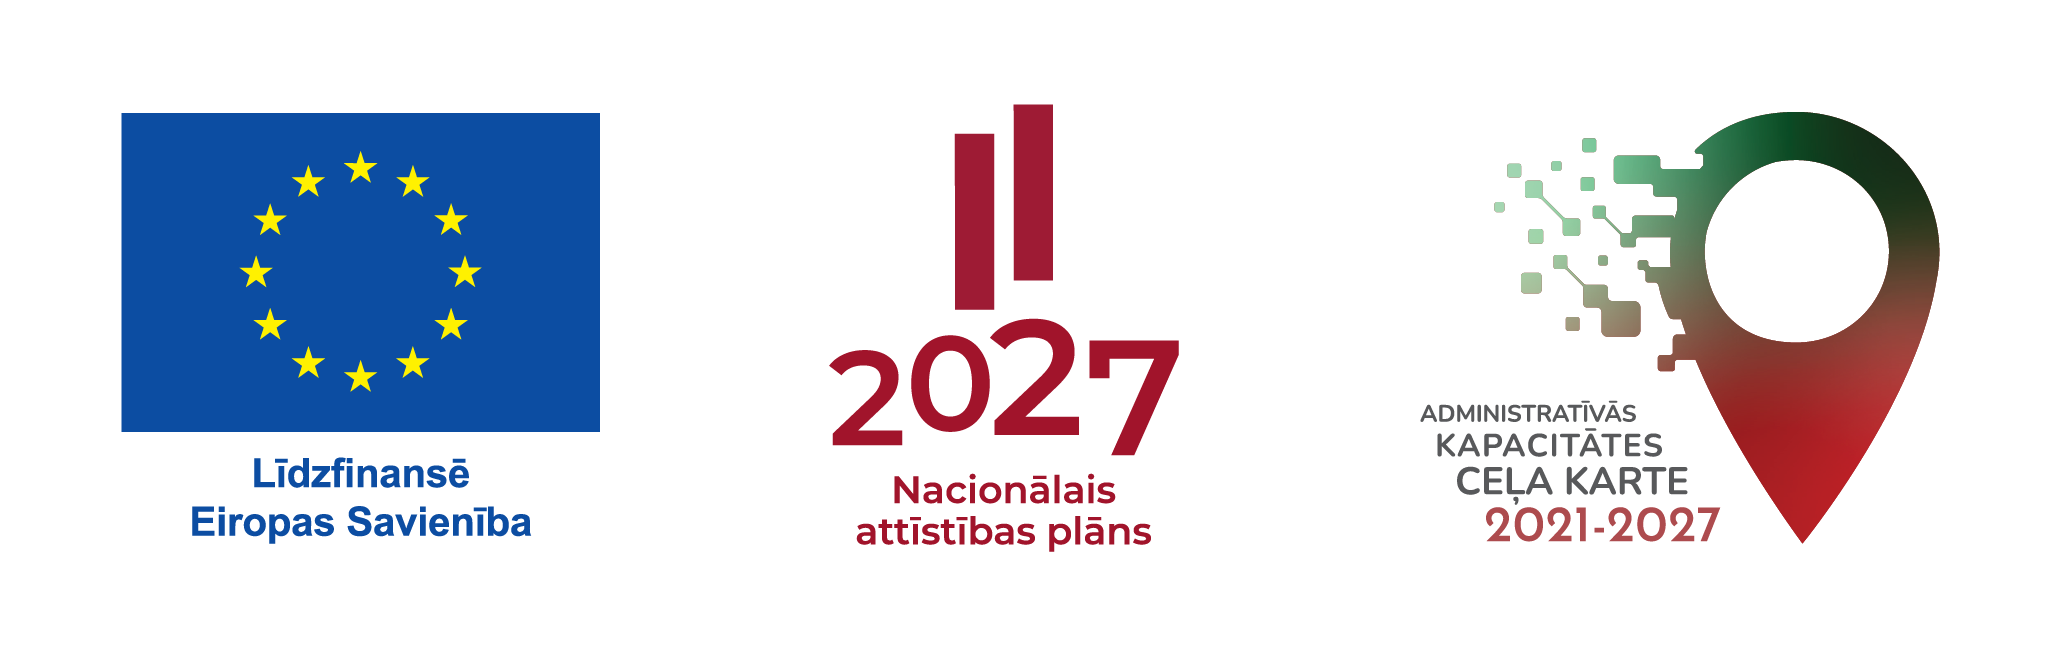 Līdzfinansē
Eiropas Savienība
2027
Nacionālais
attīstības plāns
ADMINISTRATĪVĀS
KAPACITĀTES
CEĻA KARTE
2021-2027